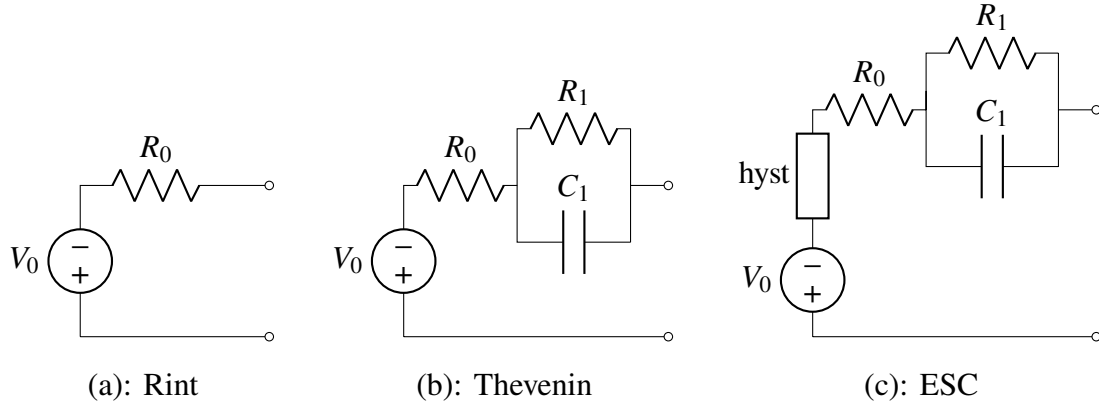 R0
V0
−
+
(a): Rint
R1
R0
C1
V0
−
+
(b): Thevenin
R1
R0
C1
hyst
V0
−
+
(c): ESC